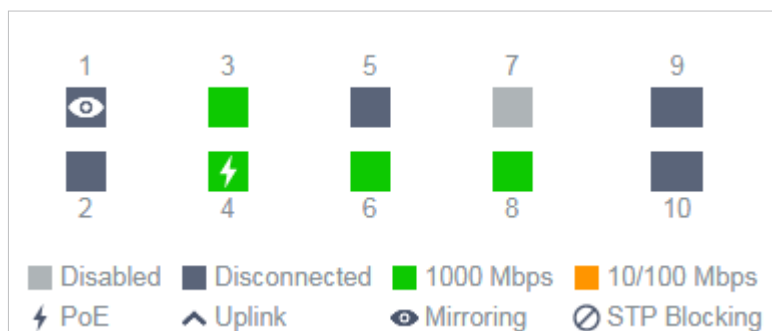 1 3 5 7 9
2 4 6 8 10
Disabled Disconnected 1000 Mbps 10/100 Mbps
PoE Uplink Mirroring STP Blocking